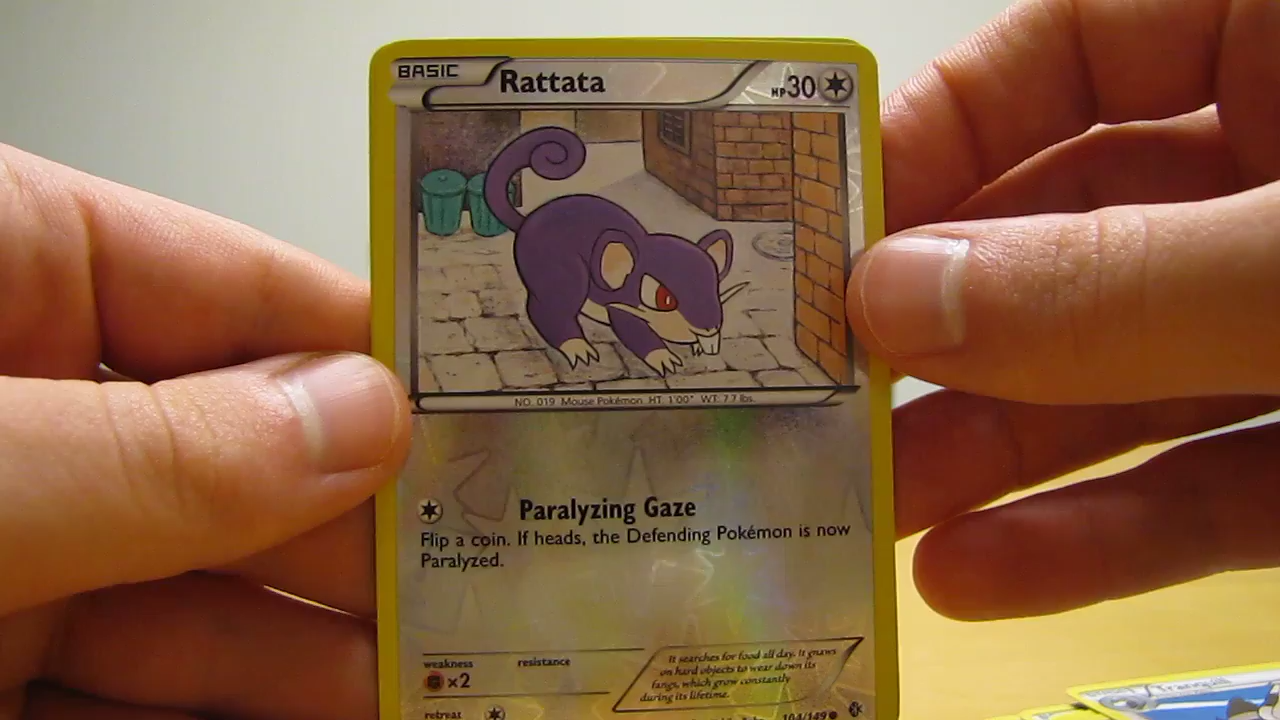 BASIC Rattata HP30
NO. 019 Mouse Pokémon HT: 1'00" WT: 7.7 lbs.
Paralyzing Gaze
Flip a coin. If heads, the Defending Pokémon is now
Paralyzed.
weakness resistance
×2
It searches for food all day. It gnaws
on hard objects to wear down its
fangs, which grow constantly
during its lifetime.
retreat
104/149
Tranquill